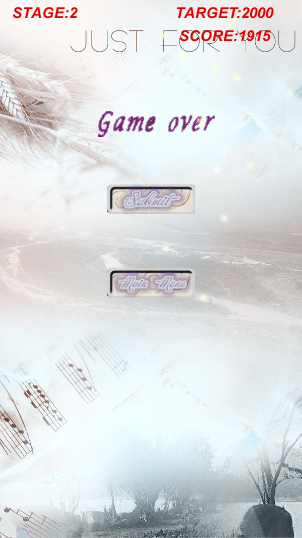 STAGE:2 TARGET:2000
JUST FOR YOU
SCORE:1915
Game over
Submit
Main Menu